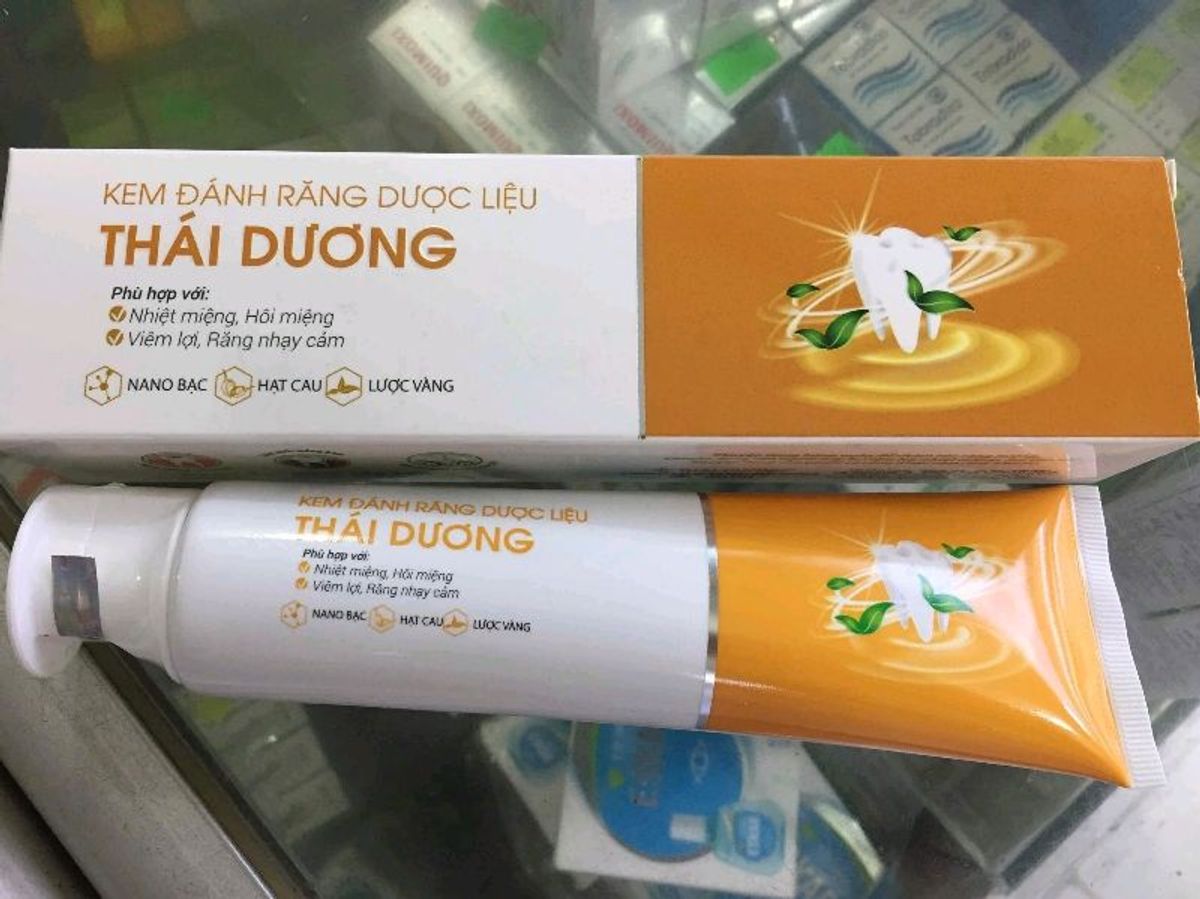 KEM ĐÁNH RĂNG DƯỢC LIỆU
THÁI DƯƠNG
Phù hợp với:
Nhiệt miệng, Hôi miệng
Viêm lợi, Răng nhạy cảm
NANO BẠC HẠT CAU LƯỢC VÀNG
KEM ĐÁNH RĂNG DƯỢC LIỆU
THÁI DƯƠNG
Phù hợp với:
Nhiệt miệng, Hôi miệng
Viêm lợi, Răng nhạy cảm
NANO BẠC HẠT CAU LƯỢC VÀNG